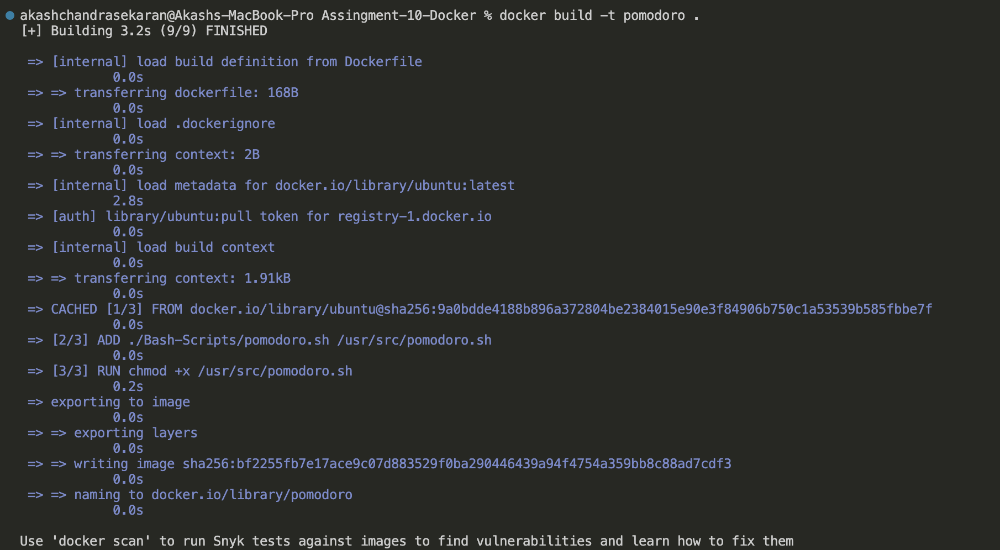 akashchandrasekaran@Akashs-MacBook-Pro Assingment-10-Docker % docker build -t pomodoro .
[+] Building 3.2s (9/9) FINISHED
=> [internal] load build definition from Dockerfile
0.0s
=> => transferring dockerfile: 168B
0.0s
=> [internal] load .dockerignore
0.0s
=> => transferring context: 2B
0.0s
=> [internal] load metadata for docker.io/library/ubuntu:latest
2.8s
=> [auth] library/ubuntu:pull token for registry-1.docker.io
0.0s
=> [internal] load build context
0.0s
=> => transferring context: 1.91kB
0.0s
=> CACHED [1/3] FROM docker.io/library/ubuntu@sha256:9a0bdde4188b896a372804be2384015e90e3f84906b750c1a53539b585fbbe7f
0.0s
=> [2/3] ADD ./Bash-Scripts/pomodoro.sh /usr/src/pomodoro.sh
0.0s
=> [3/3] RUN chmod +x /usr/src/pomodoro.sh
0.2s
=> exporting to image
0.0s
=> => exporting layers
0.0s
=> => writing image sha256:bf2255fb7e17ace9c07d883529f0ba290446439a94f4754a359bb8c88ad7cdf3
0.0s
=> => naming to docker.io/library/pomodoro
0.0s
Use 'docker scan' to run Snyk tests against images to find vulnerabilities and learn how to fix them